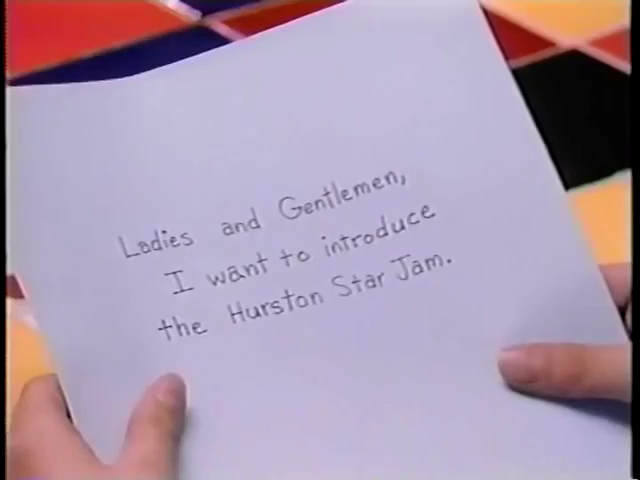 Ladies and Gentlemen,
I want to introduce
the Hurston Star Jam.